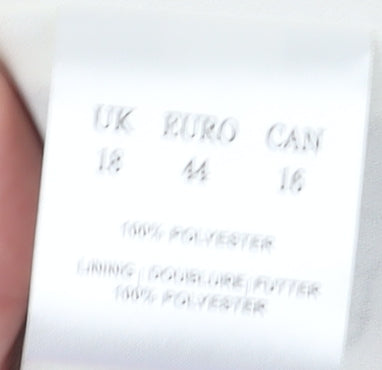 UK EURO CAN
18 44 16
100% POLYESTER
LINING | DOUBLURE | FUTTER
100% POLYESTER